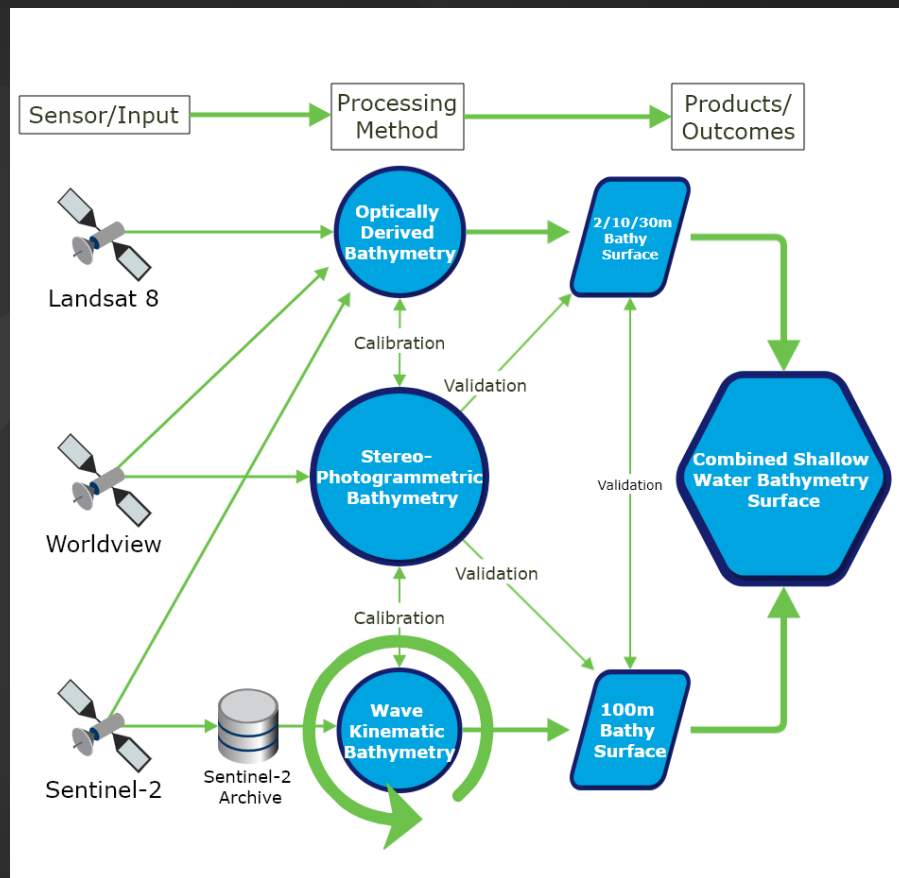 Sensor/Input
Processing
Method
Products/
Outcomes
Optically
Derived
Bathymetry
2/10/30m
Bathy
Surface
Landsat 8
Calibration
Validation
Stereo-
Photogrammetric
Bathymetry
Combined Shallow
Water Bathymetry
Surface
Validation
Worldview
Validation
Calibration
Wave
Kinematic
Bathymetry
100m
Bathy
Surface
Sentinel-2
Sentinel-2
Archive